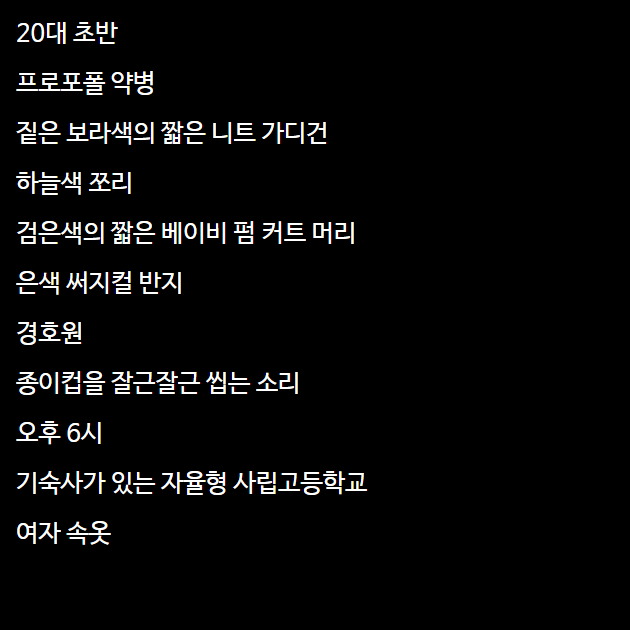 20대 초반
프로포폴 약병
짙은 보라색의 짧은 니트 가디건
하늘색 쪼리
검은색의 짧은 베이비 펌 커트 머리
은색 써지컬 반지
경호원
종이컵을 잘근잘근 씹는 소리
오후 6시
기숙사가 있는 자율형 사립고등학교
여자 속옷